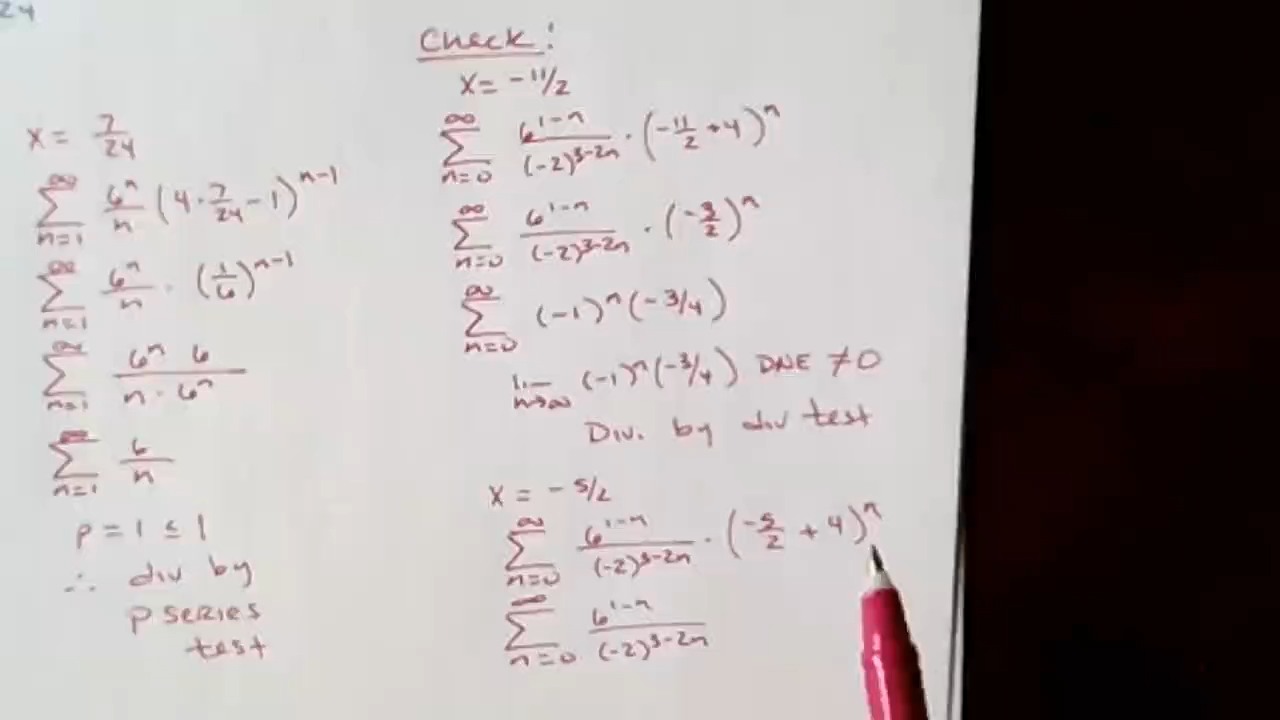 24
x = 7/24
∑_{n=1}^{∞} 6^n/n (4 · 7/24 - 1)^{n-1}
∑_{n=1}^{∞} 6^n/n · (1/6)^{n-1}
∑_{n=1}^{∞} 6^n 6 / n · 6^n
∑_{n=1}^{∞} 6/n
p = 1 ≤ 1
∴ div by
p series
test
Check!
x = -11/2
∑_{n=0}^{∞} 6^{1-n}/(-2)^{3-2n} · (-11/2 + 4)^n
∑_{n=0}^{∞} 6^{1-n}/(-2)^{3-2n} · (-3/2)^n
∑_{n=0}^{∞} (-1)^n (-3/4)
lim_{n→∞} (-1)^n (-3/4) DNE ≠ 0
Div. by div test
x = -5/2
∑_{n=0}^{∞} 6^{1-n}/(-2)^{3-2n} · (-5/2 + 4)^n
∑_{n=0}^{∞} 6^{1-n}/(-2)^{3-2n}